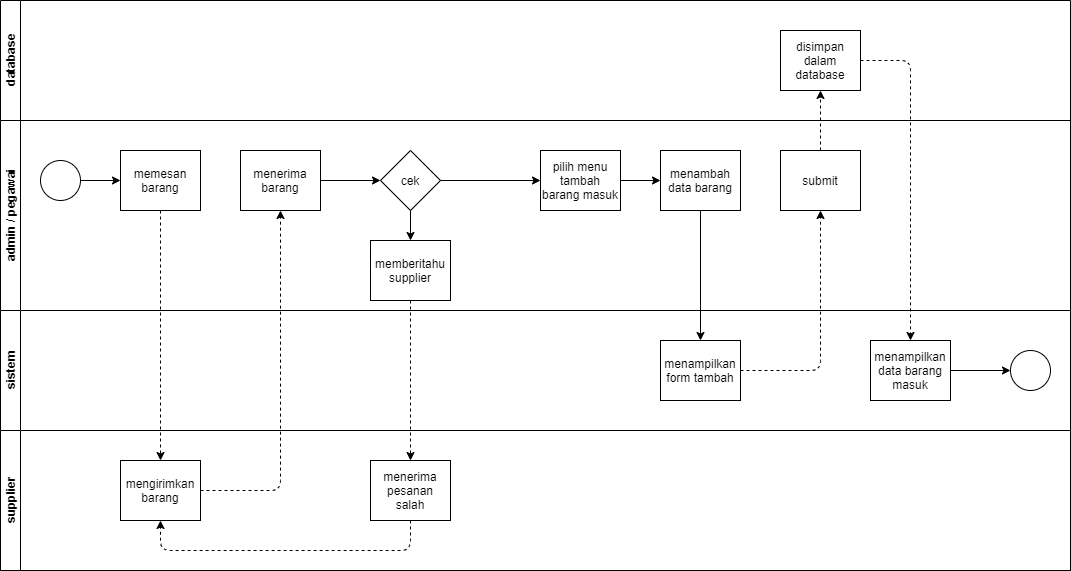 database
disimpan
dalam
database
admin / pegawai
memesan
barang
menerima
barang
cek
pilih menu
tambah
barang masuk
menambah
data barang
submit
memberitahu
supplier
sistem
menampilkan
form tambah
menampilkan
data barang
masuk
supplier
mengirimkan
barang
menerima
pesanan
salah